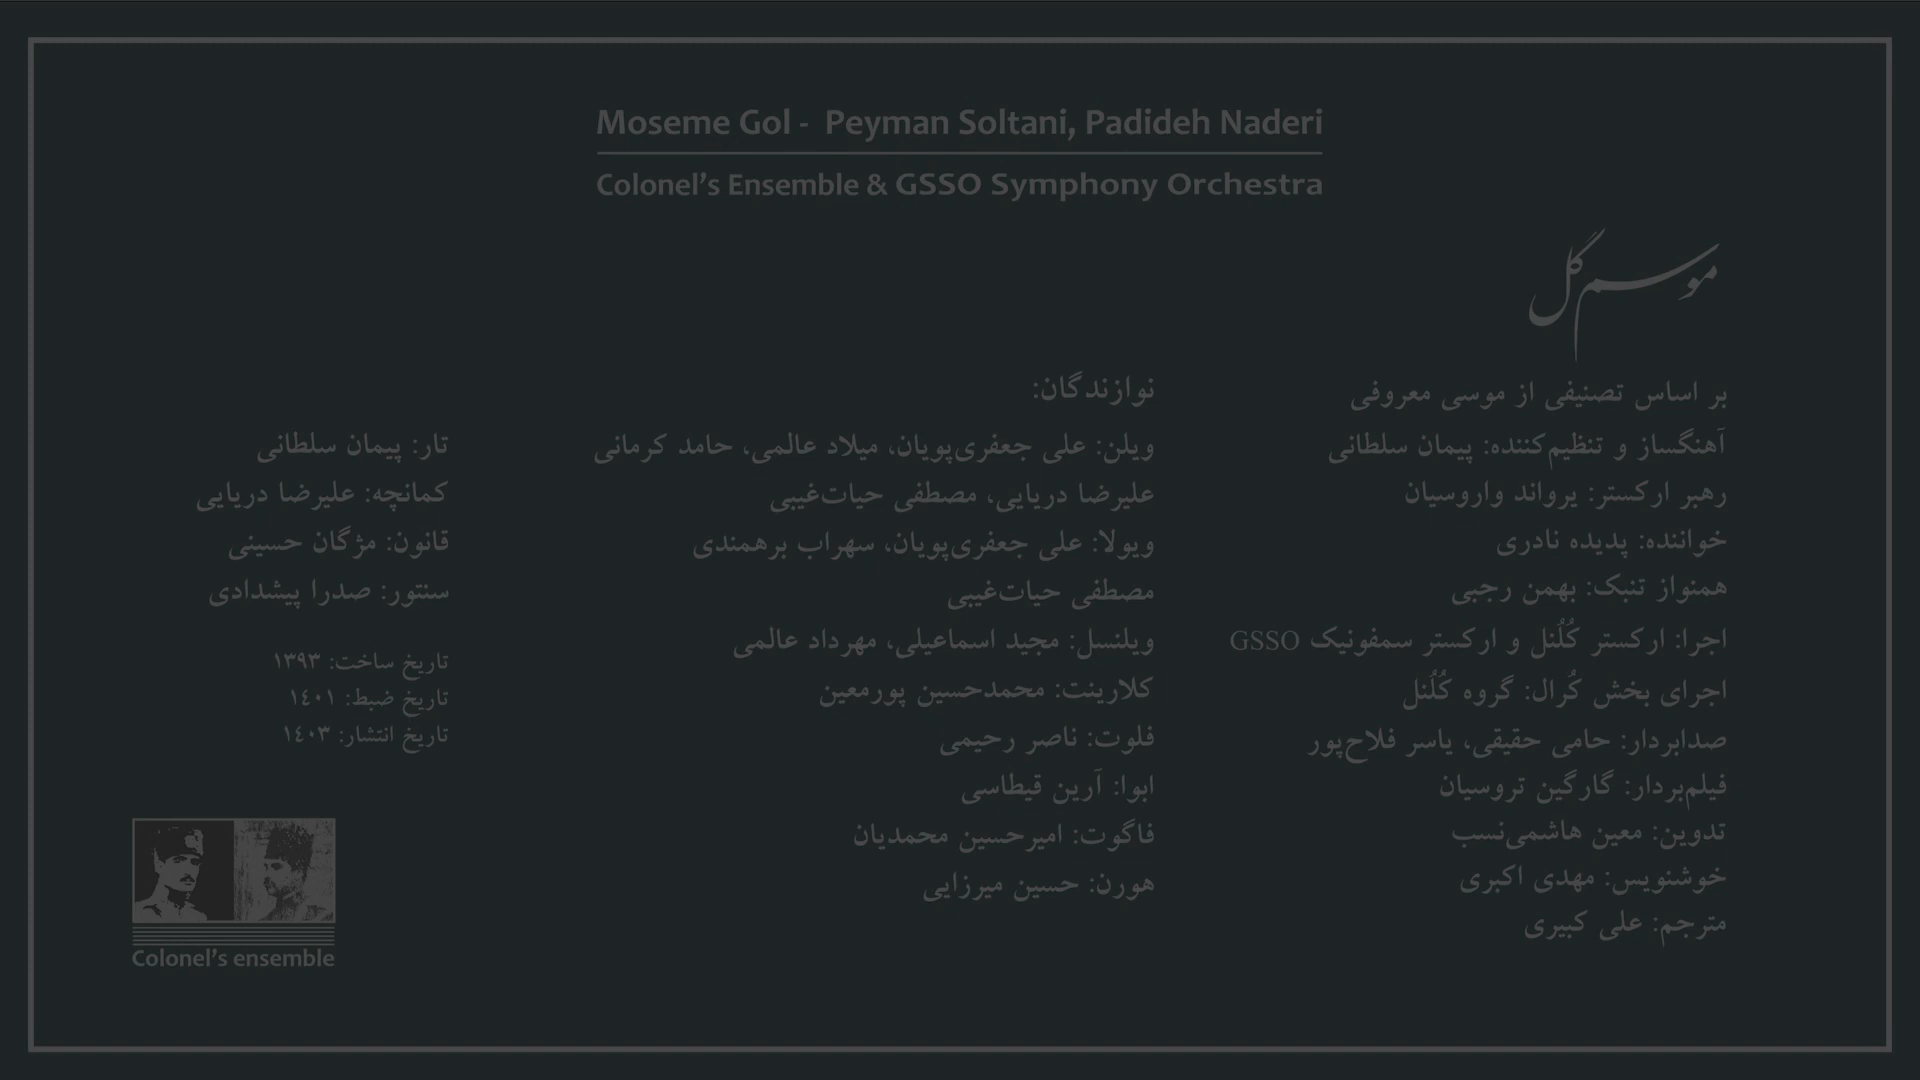 Moseme Gol - Peyman Soltani, Padideh Naderi
Colonel’s Ensemble & GSSO Symphony Orchestra
موسم گل
بر اساس تصنیفی از موسی معروفی
آهنگساز و تنظیم‌کننده: پیمان سلطانی
رهبر ارکستر: یرواند واروسیان
خواننده: پدیده نادری
همنواز تنبک: بهمن رجبی
اجرا: ارکستر کُلُنل و ارکستر سمفونیک GSSO
اجرای بخش کُرال: گروه کُلُنل
صدابردار: حامی حقیقی، یاسر فلاح‌پور
فیلم‌بردار: گارگین تروسیان
تدوین: معین هاشمی‌نسب
خوشنویس: مهدی اکبری
مترجم: علی کبیری
نوازندگان:
ویلن: علی جعفری‌پویان، میلاد عالمی، حامد کرمانی
علیرضا دریایی، مصطفی حیات‌غیبی
ویولا: علی جعفری‌پویان، سهراب برهمندی
مصطفی حیات‌غیبی
ویلنسل: مجید اسماعیلی، مهرداد عالمی
کلارینت: محمدحسین پورمعین
فلوت: ناصر رحیمی
ابوا: آرین قیطاسی
فاگوت: امیرحسین محمدیان
هورن: حسین میرزایی
تار: پیمان سلطانی
کمانچه: علیرضا دریایی
قانون: مژگان حسینی
سنتور: صدرا پیشدادی
تاریخ ساخت: ۱۳۹۳
تاریخ ضبط: ۱٤۰۱
تاریخ انتشار: ۱٤۰۳
Colonel’s ensemble